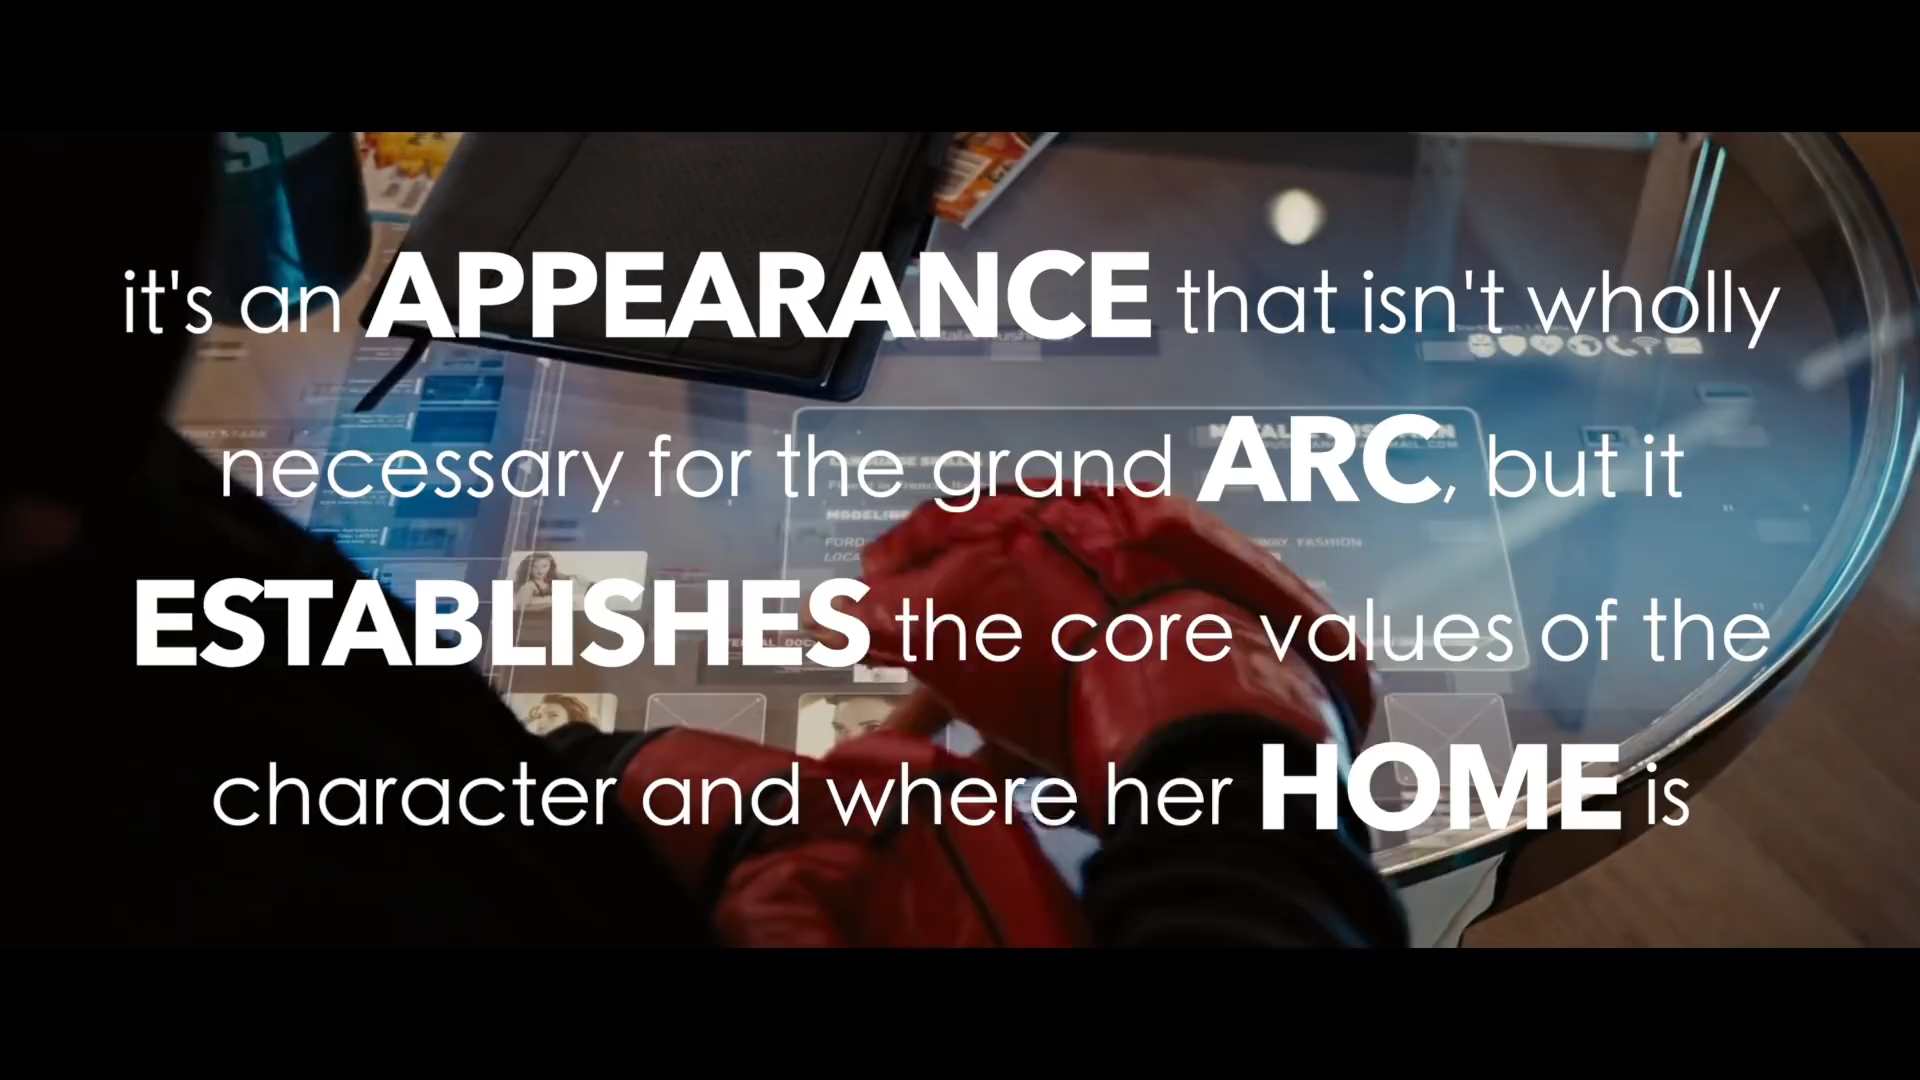 it's an APPEARANCE that isn't wholly
necessary for the grand ARC, but it
ESTABLISHES the core values of the
character and where her HOME is